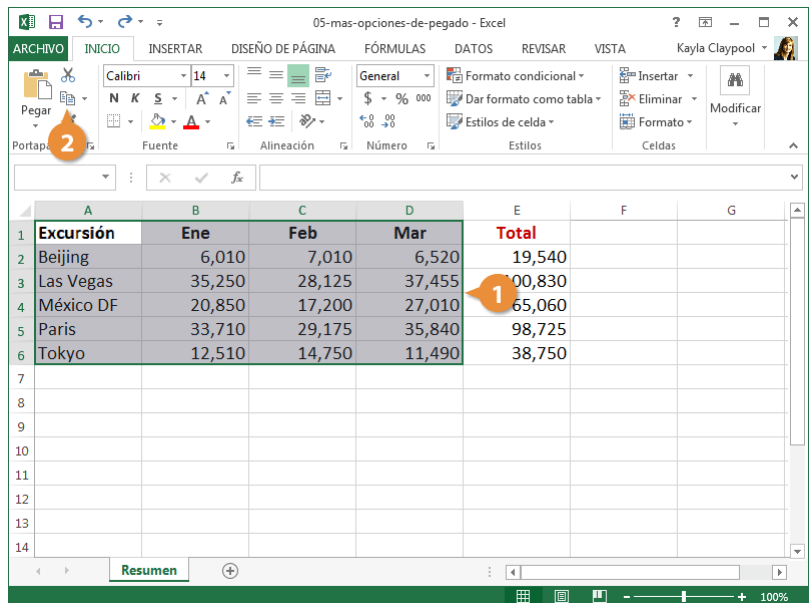 05-mas-opciones-de-pegado - Excel ?
ARCHIVO INICIO INSERTAR DISEÑO DE PÁGINA FÓRMULAS DATOS REVISAR VISTA Kayla Claypool
Calibri 14 General Formato condicional Insertar
N K S A A $ % 000 Dar formato como tabla Eliminar
Pegar A Estilos de celda Formato Modificar
2
Fuente Alineación Número Estilos Celdas
fx
A B C D E F G
1 Excursión Ene Feb Mar Total
2 Beijing 6,010 7,010 6,520 19,540
3 Las Vegas 35,250 28,125 37,455 100,830
1
4 México DF 20,850 17,200 27,010 65,060
5 Paris 33,710 29,175 35,840 98,725
6 Tokyo 12,510 14,750 11,490 38,750
7
8
9
10
11
12
13
14
Resumen
100%